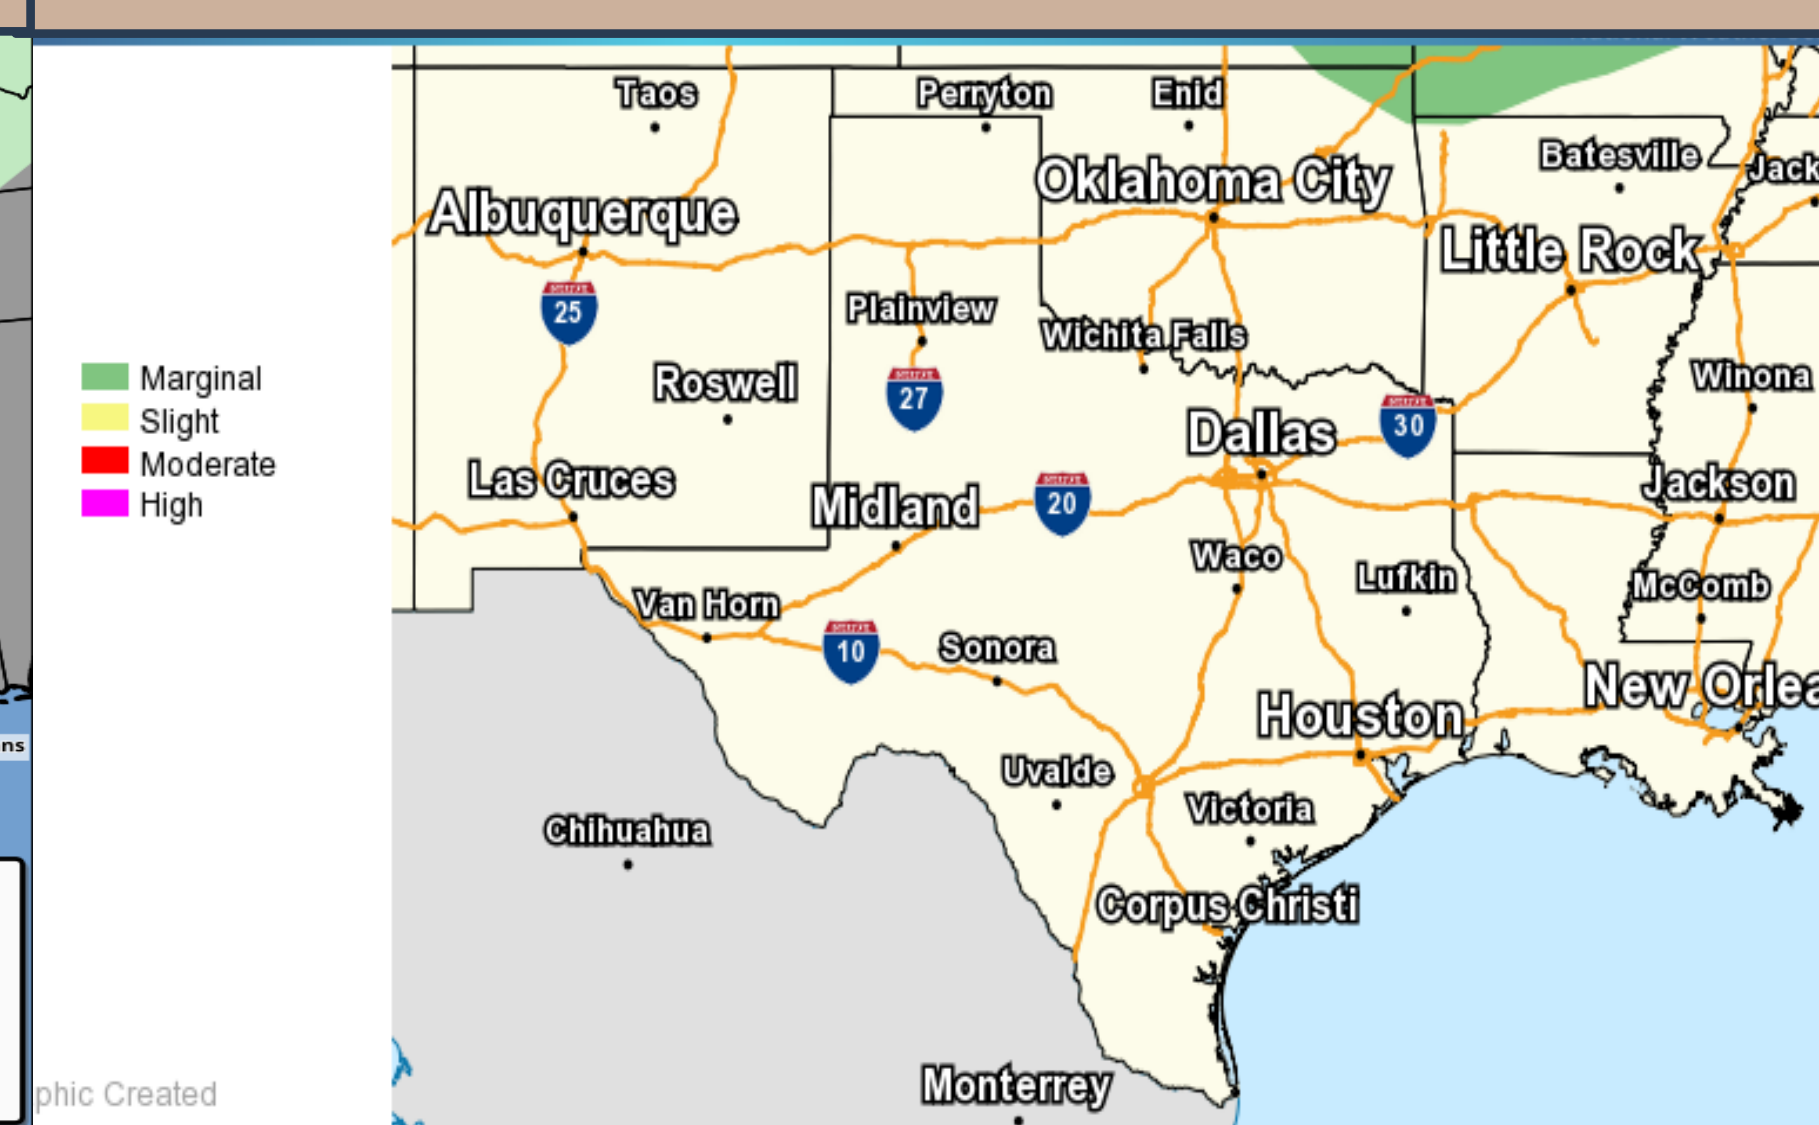 Taos
Perryton
Enid
Batesville
Jack
Oklahoma City
Albuquerque
Little Rock
25
Plainview
Wichita Falls
Winona
Marginal
Roswell
27
30
Slight
Dallas
Moderate
Las Cruces
Jackson
High
Midland
20
Waco
Lufkin
McComb
Van Horn
10
Sonora
New Orlea
Houston
ns
Uvalde
Victoria
Chihuahua
Corpus Christi
Monterrey
phic Created